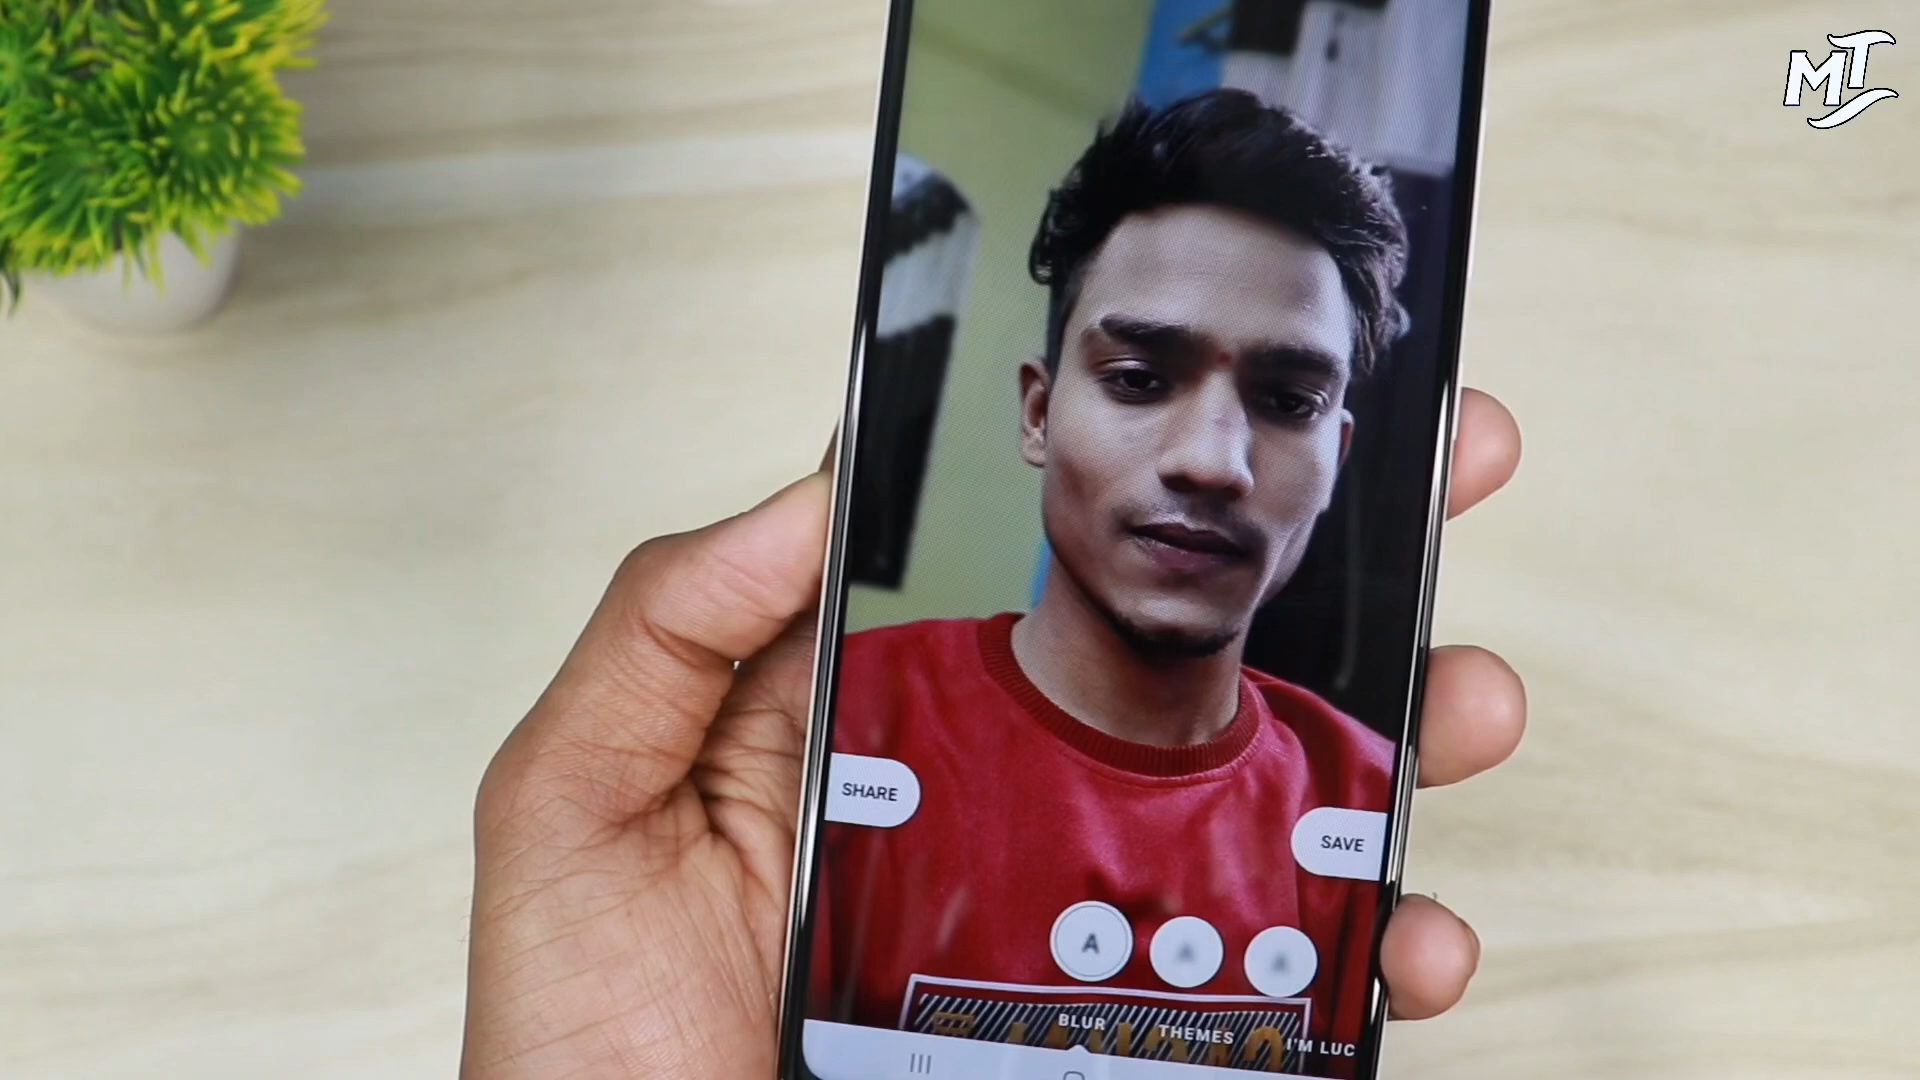 MT
SHARE
SAVE
A
A
A
BLUR
THEMES
I'M LUC